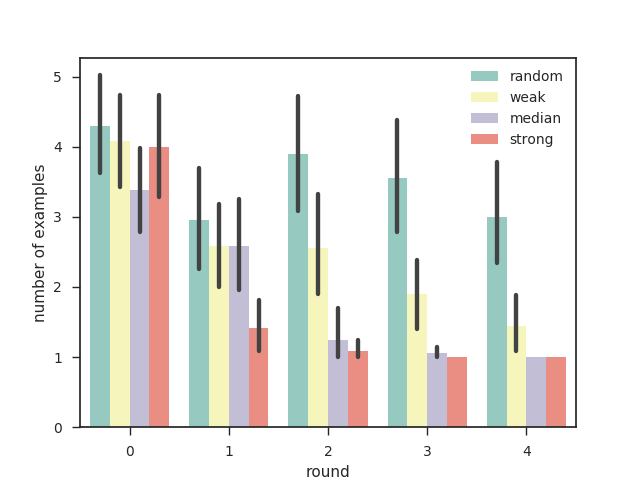 random
weak
median
strong
number of examples
5
4
3
2
1
0
0 1 2 3 4
round